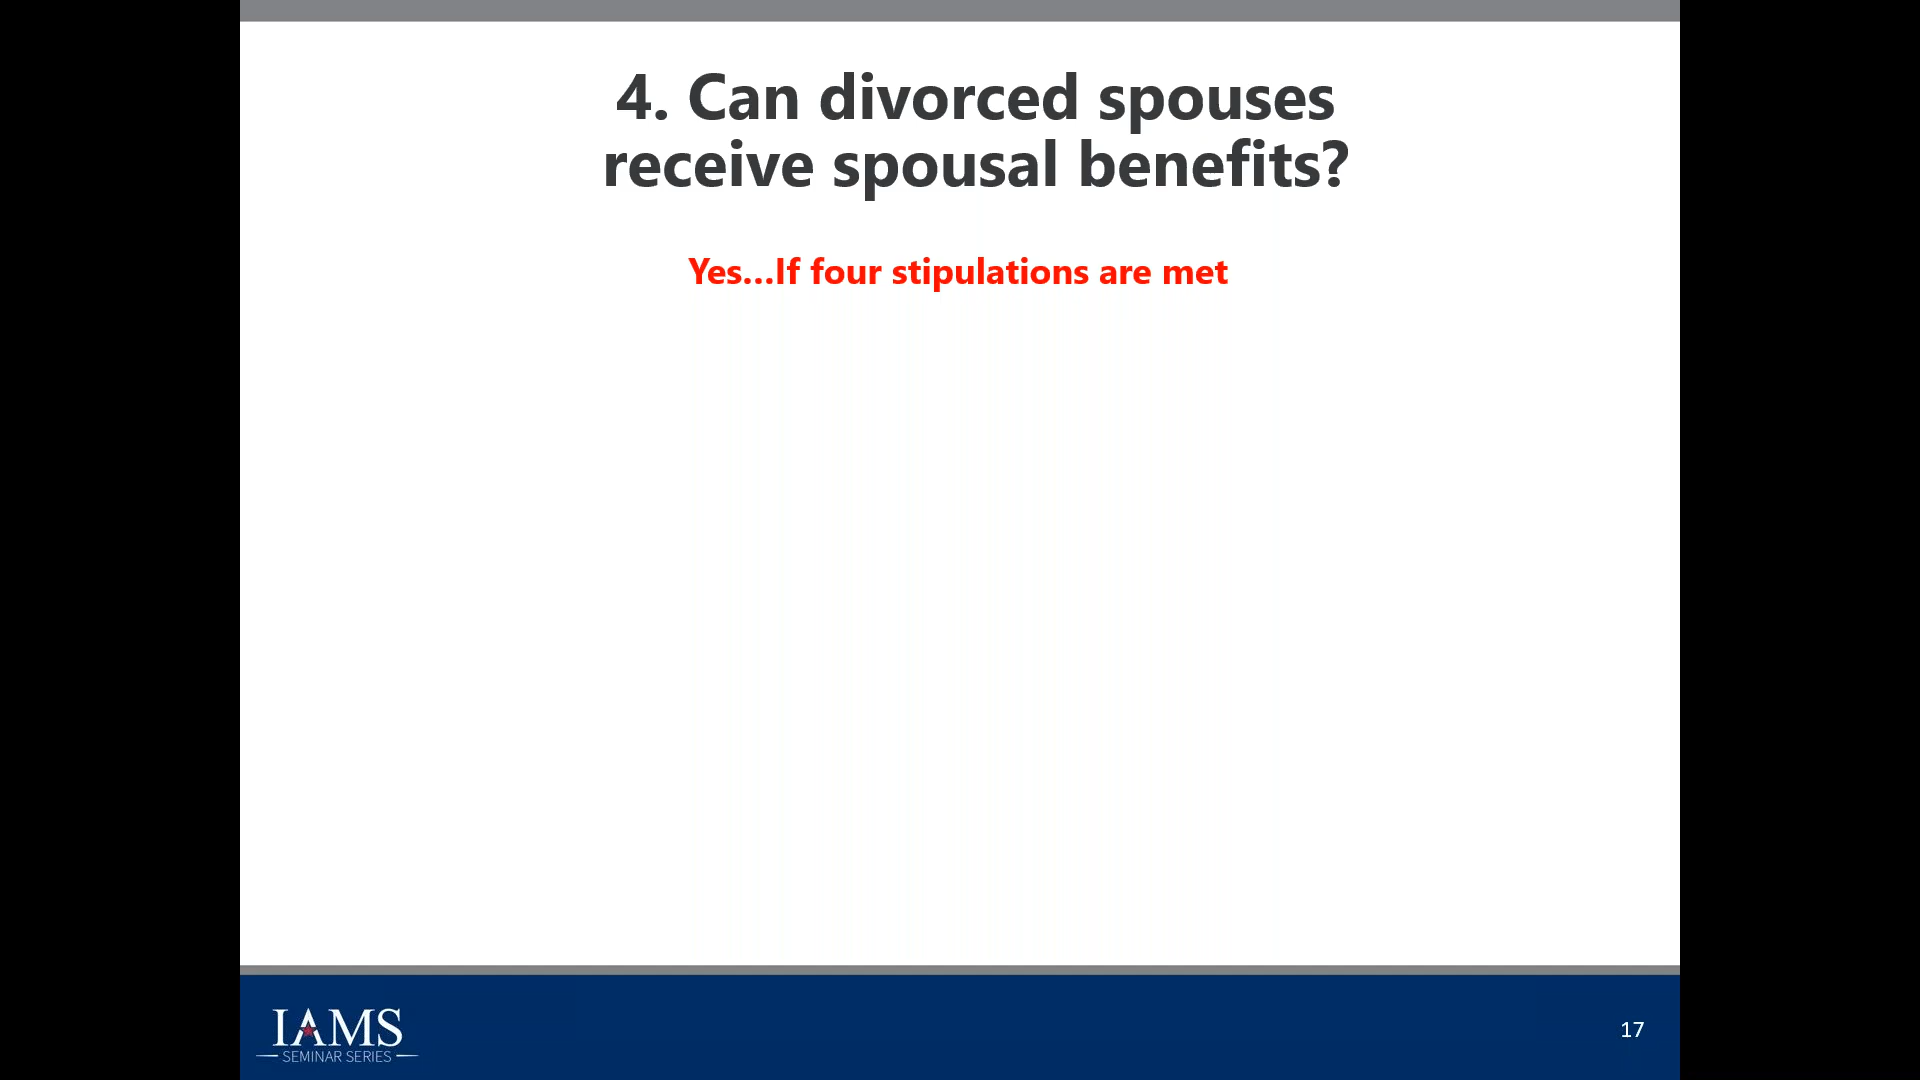 4. Can divorced spouses
receive spousal benefits?
Yes...If four stipulations are met
IAMS
SEMINAR SERIES
17